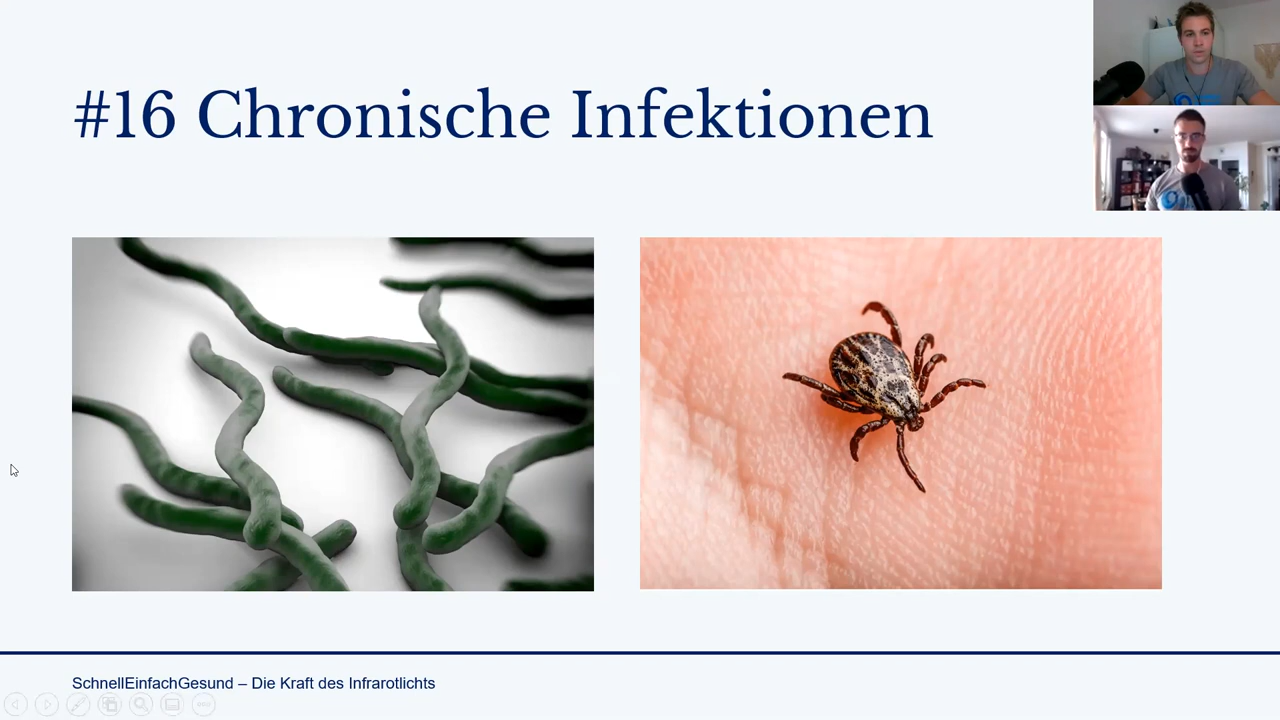 #16 Chronische Infektionen
SchnellEinfachGesund – Die Kraft des Infrarotlichts